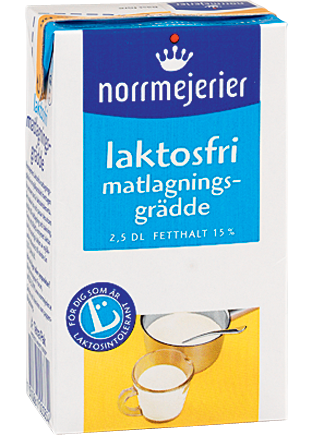 norrmejerier
laktosfri
matlagnings-
grädde
2,5 DL FETTHALT 15%
FÖR DIG SOM ÄR
LAKTOSINTOLERANT